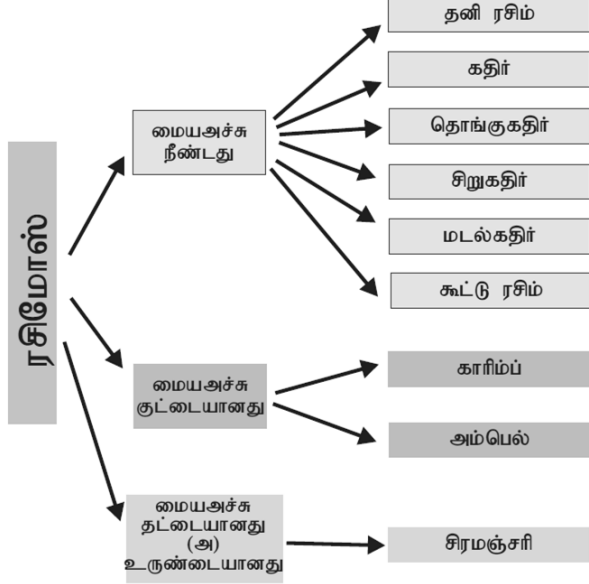 ரசிமோஸ்
மையஅச்சு
நீண்டது
தனி ரசிம்
கதிர்
தொங்குகதிர்
சிறுகதிர்
மடல்கதிர்
கூட்டு ரசிம்
மையஅச்சு
குட்டையானது
காரிம்ப்
அம்பெல்
மையஅச்சு
தட்டையானது
(அ)
உருண்டையானது
சிரமஞ்சரி